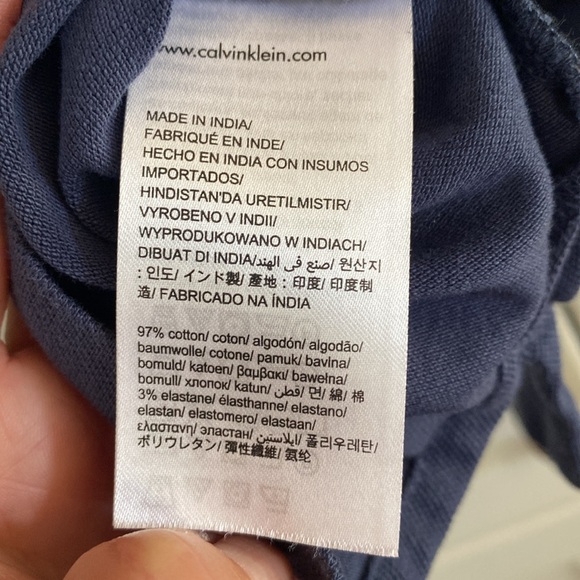 www.calvinklein.com
MADE IN INDIA/
FABRIQUÉ EN INDE/
HECHO EN INDIA CON INSUMOS
IMPORTADOS/
HINDISTAN'DA URETILMISTIR/
VYROBENO V INDII/
WYPRODUKOWANO W INDIACH/
DIBUAT DI INDIA/صنع في الهند/ 원산지
: 인도/ インド製/ 產地：印度/ 印度制
造/ FABRICADO NA ÍNDIA
97% cotton/ coton/ algodón/ algodão/
baumwolle/ cotone/ pamuk/ bavlna/
bomuld/ katoen/ βαμβακι/ bawełna/
bomull/ хлопок/ katun/ قطن/ 면/ 綿/ 棉
3% elastane/ élasthanne/ elastano/
elastan/ elastomero/ elastaan/
ελαστανη/ эластан/ ايلاستين/ 폴리우레탄/
ポリウレタン/ 彈性纖維/ 氨纶